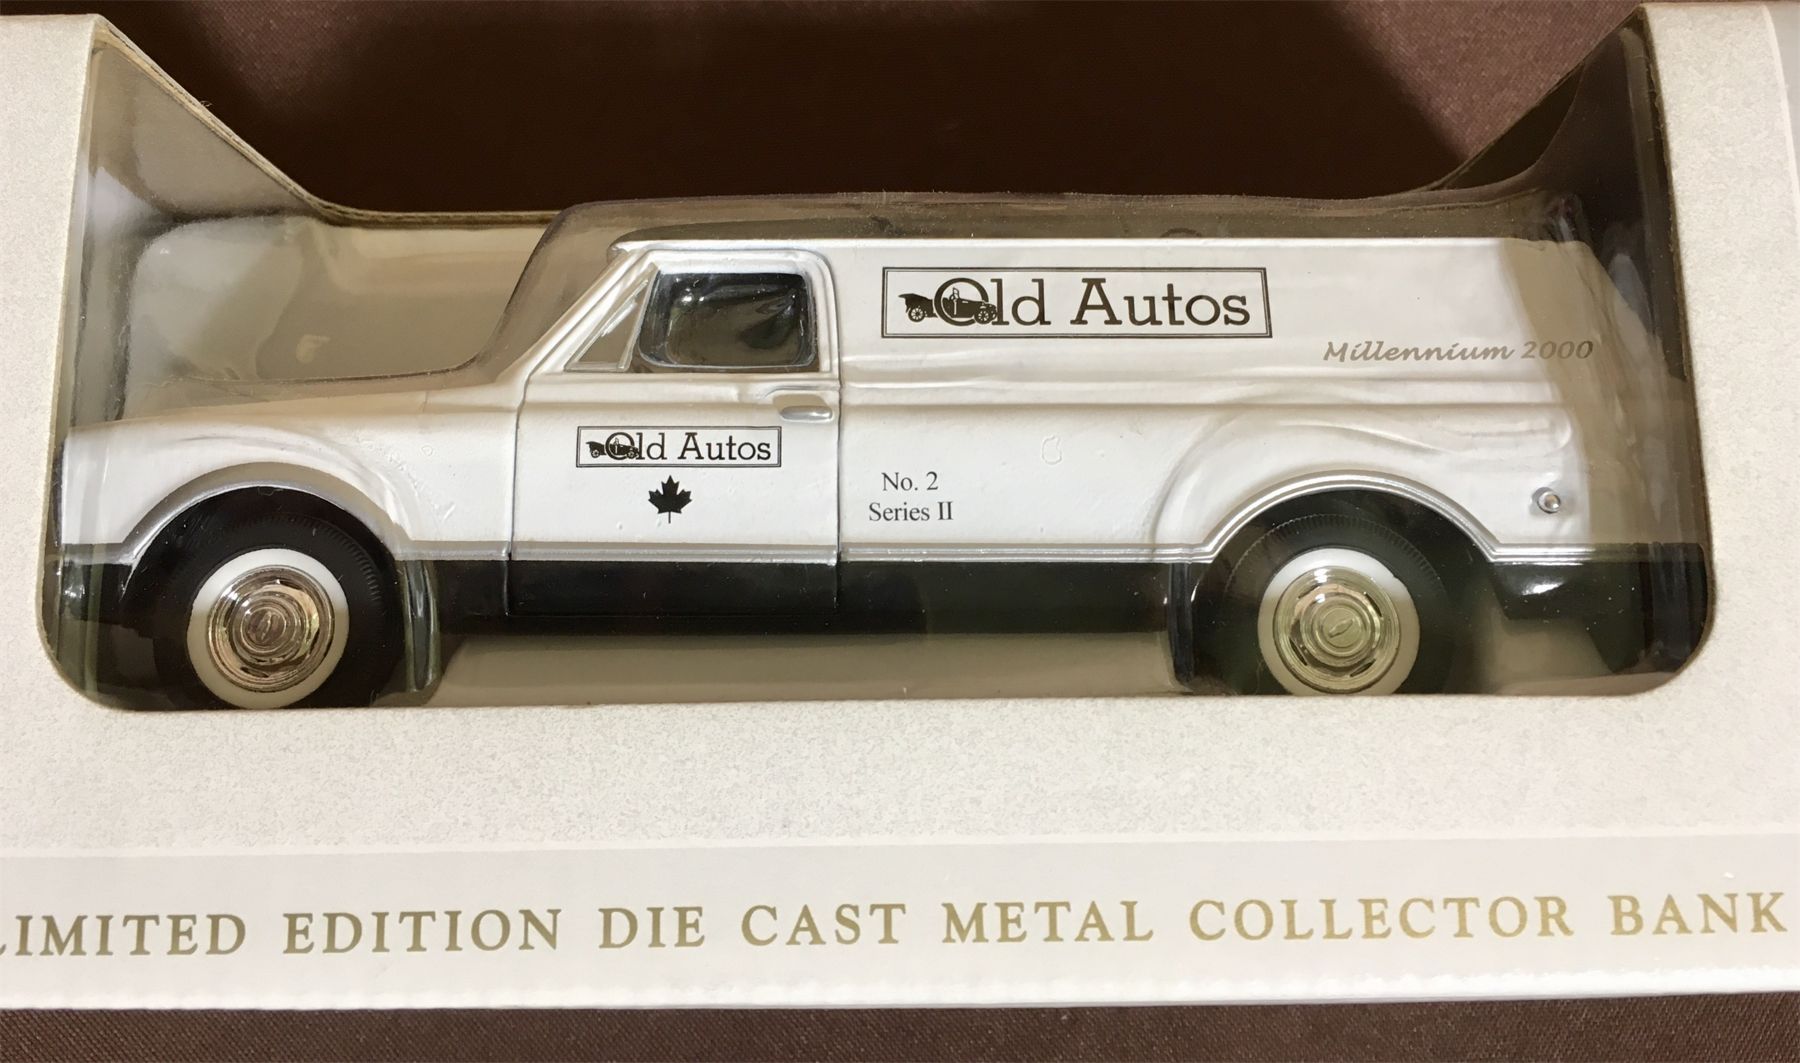 Old Autos
Millennium 2000
Old Autos
No. 2
Series II
LIMITED EDITION DIE CAST METAL COLLECTOR BANK